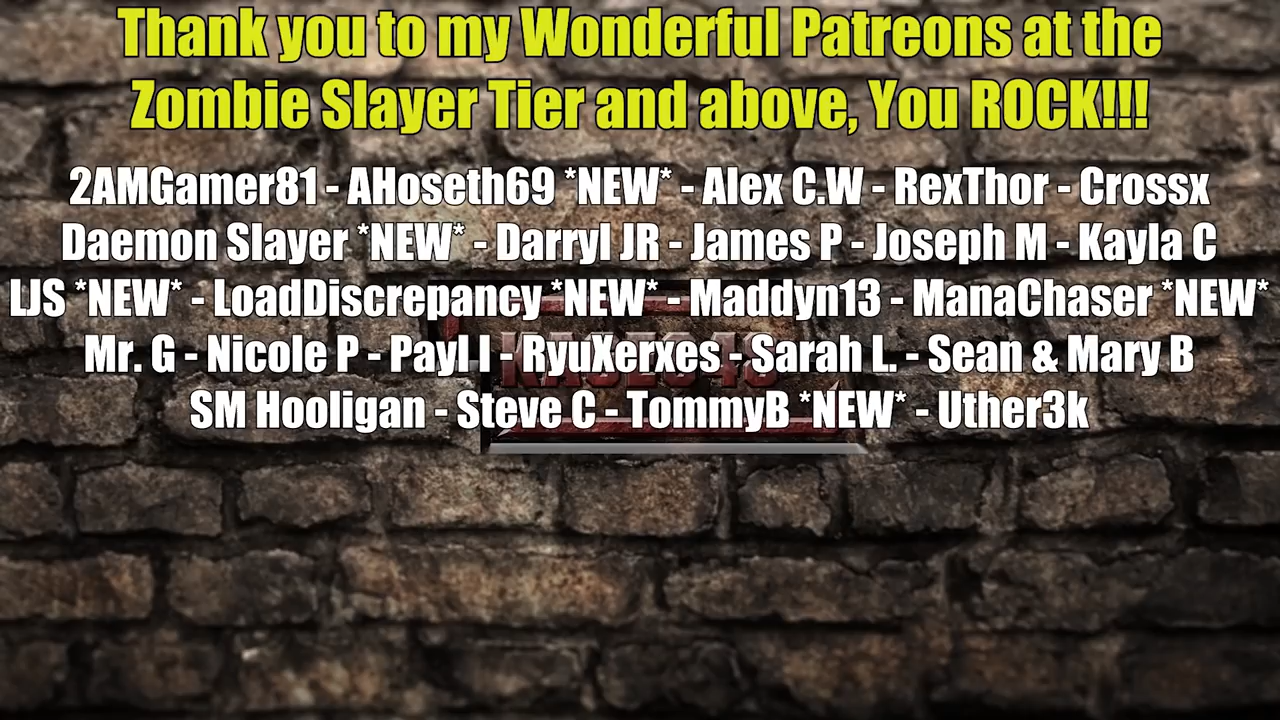 Thank you to my Wonderful Patreons at the
Zombie Slayer Tier and above, You ROCK!!!
2AMGamer81 - AHoseth69 *NEW* - Alex C.W - RexThor - Crossx
Daemon Slayer *NEW* - Darryl JR - James P - Joseph M - Kayla C
LJS *NEW* - LoadDiscrepancy *NEW* - Maddyn13 - ManaChaser *NEW*
Mr. G - Nicole P - Payl I - RyuXerxes - Sarah L. - Sean & Mary B
SM Hooligan - Steve C - TommyB *NEW* - Uther3k